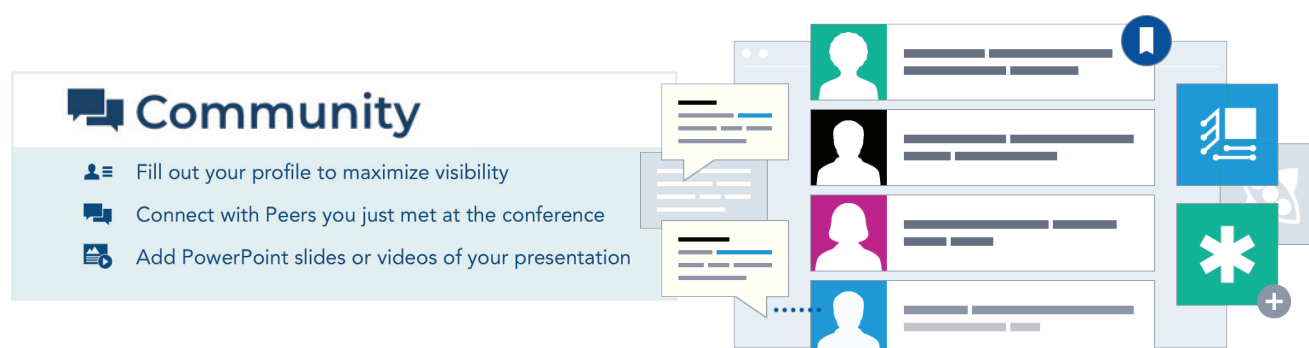 Community
Fill out your profile to maximize visibility
Connect with Peers you just met at the conference
Add PowerPoint slides or videos of your presentation